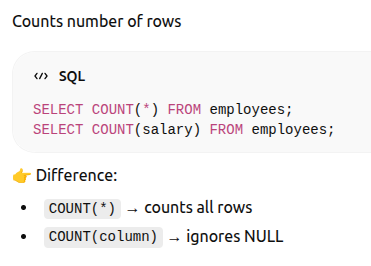 Counts number of rows
SQL
SELECT COUNT(*) FROM employees;
SELECT COUNT(salary) FROM employees;
👉 Difference:
• COUNT(*) → counts all rows
• COUNT(column) → ignores NULL